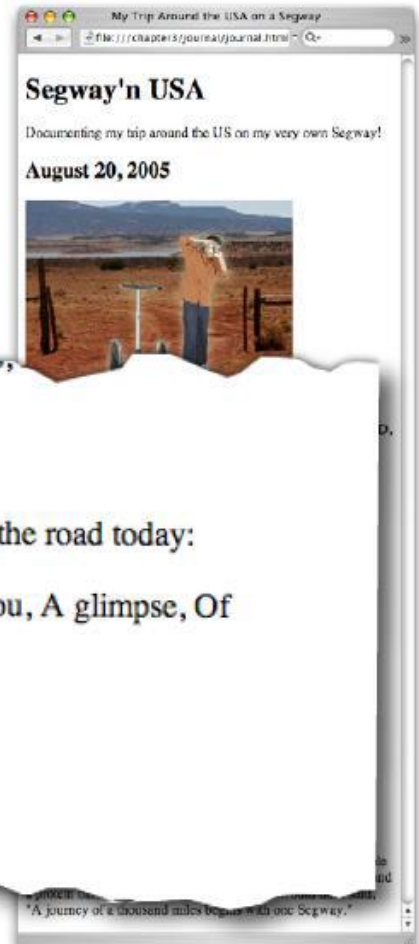 My Trip Around the USA on a Segway
file:///chapter3/journal/journal.html
Segway'n USA
Documenting my trip around the US on my very own Segway!
August 20, 2005
the road today:
A glimpse, Of
"A journey of a thousand miles begins with one Segway."